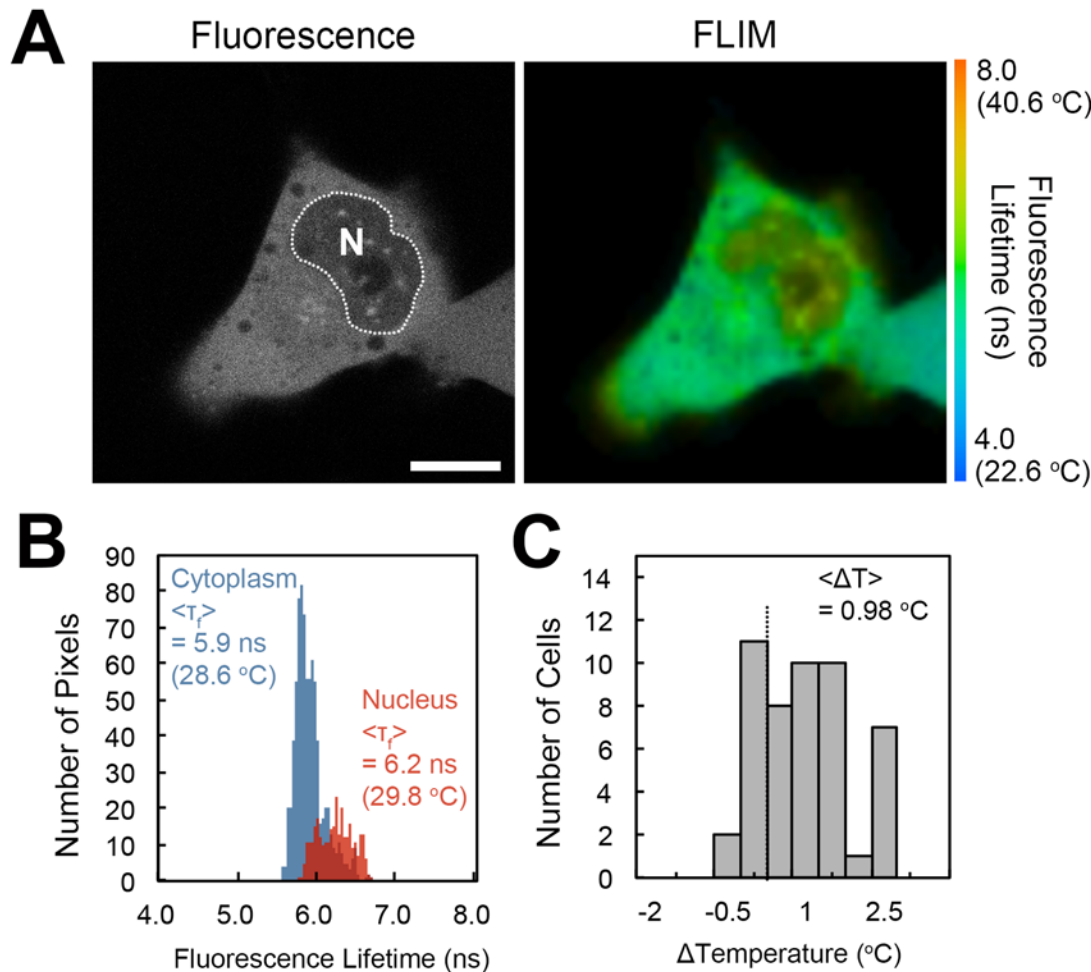 A
Fluorescence
FLIM
N
8.0
(40.6 °C)
Fluorescence
Lifetime (ns)
4.0
(22.6 °C)
B
Number of Pixels
90
80
70
60
50
40
30
20
10
0
Cytoplasm
<τf>
= 5.9 ns
(28.6 °C)
Nucleus
<τf>
= 6.2 ns
(29.8 °C)
4.0 5.0 6.0 7.0 8.0
Fluorescence Lifetime (ns)
C
Number of Cells
14
12
10
8
6
4
2
0
<ΔT>
= 0.98 °C
-2 -0.5 1 2.5
ΔTemperature (°C)